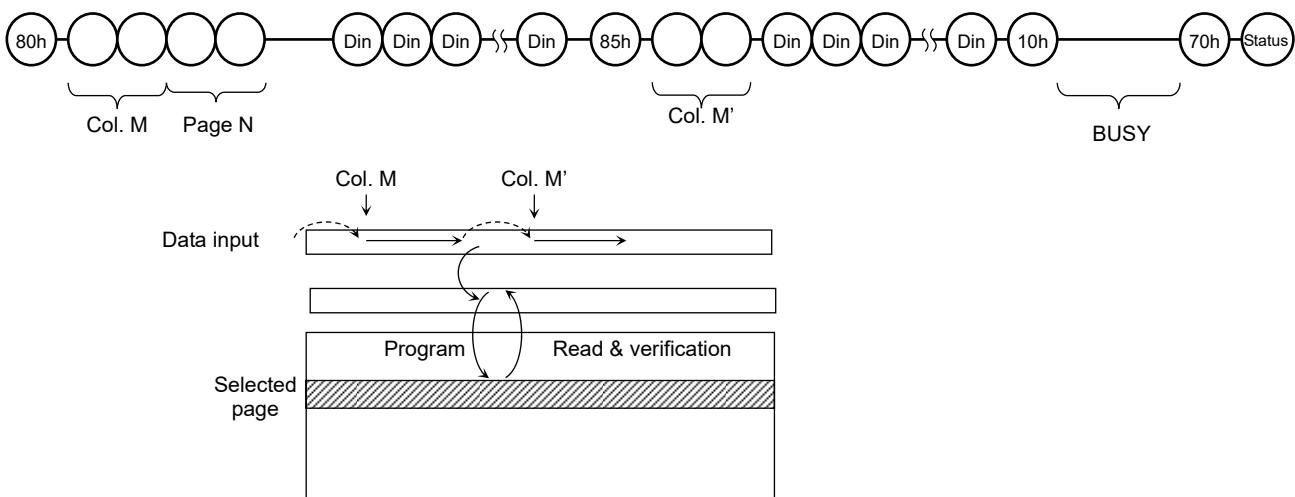 80h Din Din Din Din 85h Din Din Din Din 10h 70h Status
Col. M Page N Col. M’ BUSY
Col. M Col. M’
Data input
Program Read & verification
Selected
page